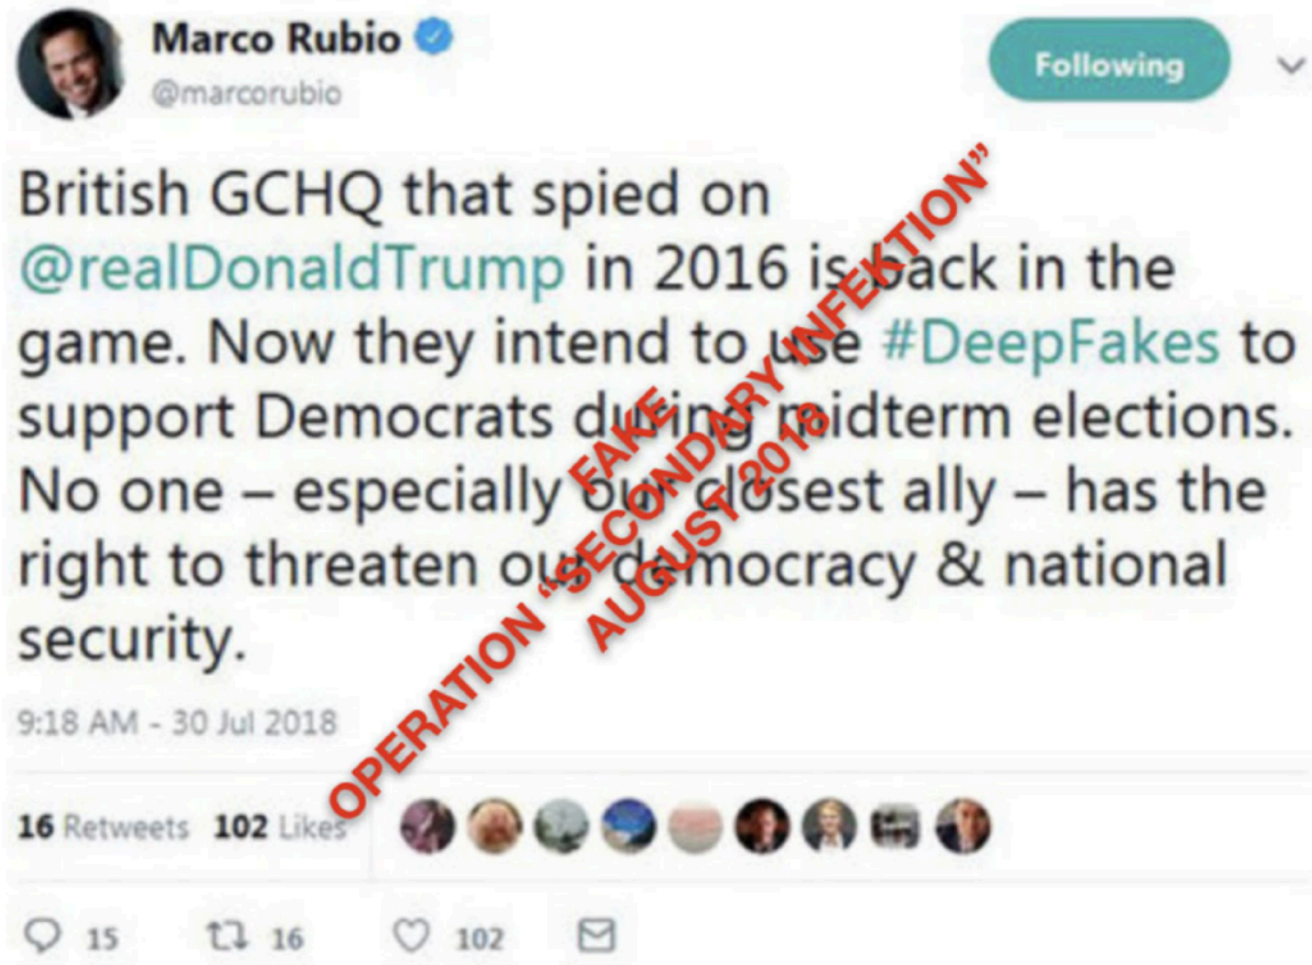 Marco Rubio
@marcorubio
Following
British GCHQ that spied on
@realDonaldTrump in 2016 is back in the
game. Now they intend to use #DeepFakes to
support Democrats during midterm elections.
No one – especially our closest ally – has the
right to threaten our democracy & national
security.
FAKE
OPERATION “SECONDARY INFEKTION”
AUGUST 2018
9:18 AM - 30 Jul 2018
16 Retweets 102 Likes
15 16 102